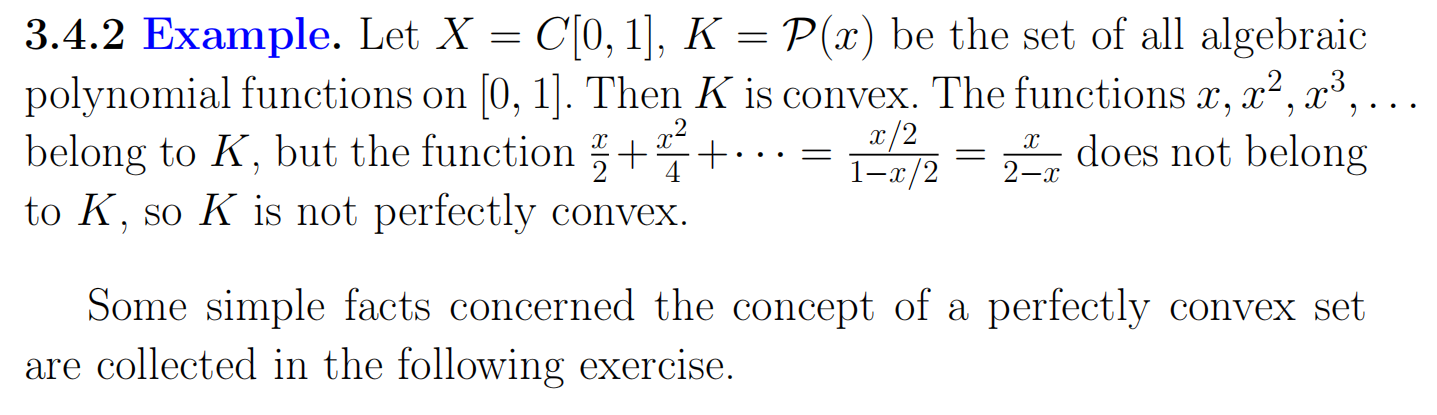 3.4.2 Example. Let X = C[0, 1], K = 𝒫(x) be the set of all algebraic
polynomial functions on [0, 1]. Then K is convex. The functions x, x², x³, . . .
belong to K, but the function x/2 + x²/4 + · · · = (x/2)/(1−x/2) = x/(2−x) does not belong
to K, so K is not perfectly convex.
Some simple facts concerned the concept of a perfectly convex set
are collected in the following exercise.